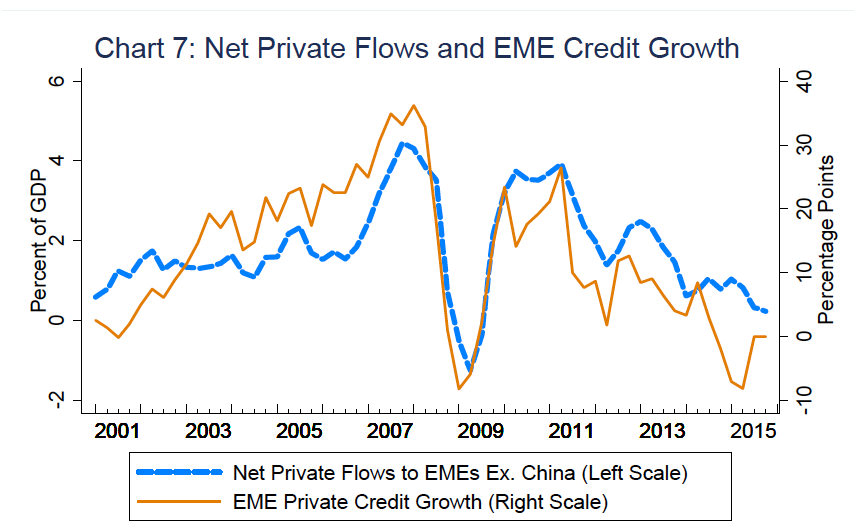 Chart 7: Net Private Flows and EME Credit Growth
6
4
2
0
-2
Percent of GDP
40
30
20
10
0
-10
Percentage Points
2001 2003 2005 2007 2009 2011 2013 2015
Net Private Flows to EMEs Ex. China (Left Scale)
EME Private Credit Growth (Right Scale)